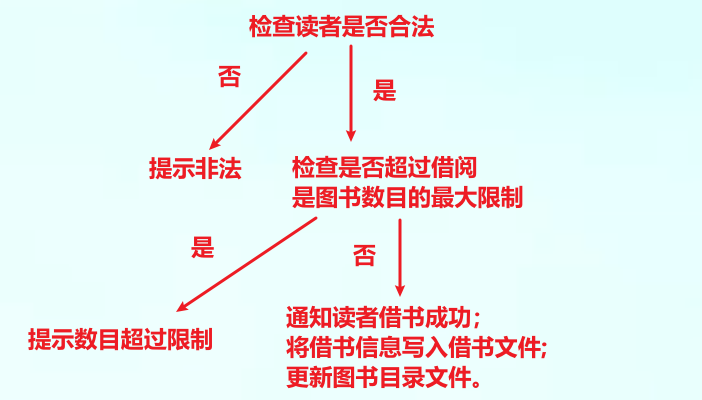 检查读者是否合法
否
是
提示非法
检查是否超过借阅
是图书数目的最大限制
是
否
提示数目超过限制
通知读者借书成功；
将借书信息写入借书文件;
更新图书目录文件。